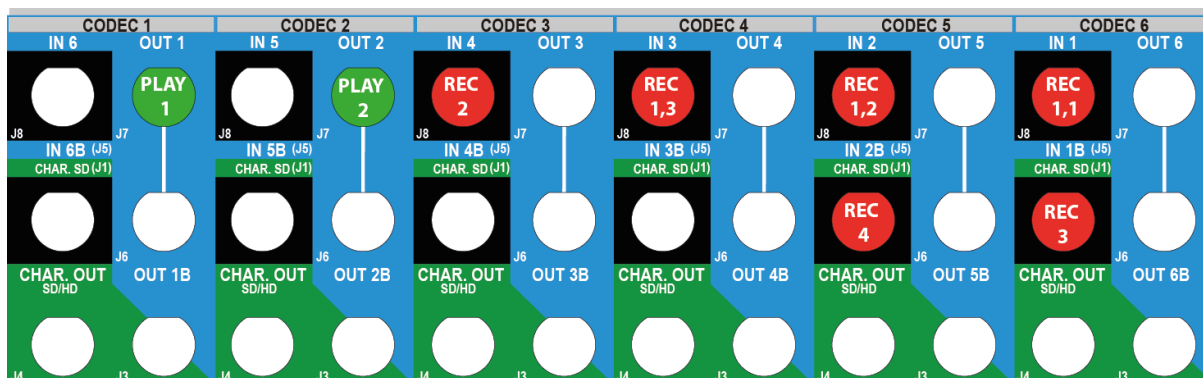 CODEC 1 CODEC 2 CODEC 3 CODEC 4 CODEC 5 CODEC 6
IN 6 OUT 1 IN 5 OUT 2 IN 4 OUT 3 IN 3 OUT 4 IN 2 OUT 5 IN 1 OUT 6
PLAY PLAY REC REC REC REC
1 2 2 1,3 1,2 1,1
J8 J7 J8 J7 J8 J7 J8 J7 J8 J7 J8 J7
IN 6B (J5) IN 5B (J5) IN 4B (J5) IN 3B (J5) IN 2B (J5) IN 1B (J5)
CHAR. SD (J1) CHAR. SD (J1) CHAR. SD (J1) CHAR. SD (J1) CHAR. SD (J1) CHAR. SD (J1)
REC REC
4 3
J6 J6 J6 J6 J6 J6
CHAR. OUT OUT 1B CHAR. OUT OUT 2B CHAR. OUT OUT 3B CHAR. OUT OUT 4B CHAR. OUT OUT 5B CHAR. OUT OUT 6B
SD/HD SD/HD SD/HD SD/HD SD/HD SD/HD
J4 J3 J4 J3 J4 J3 J4 J3 J4 J3 J4 J3